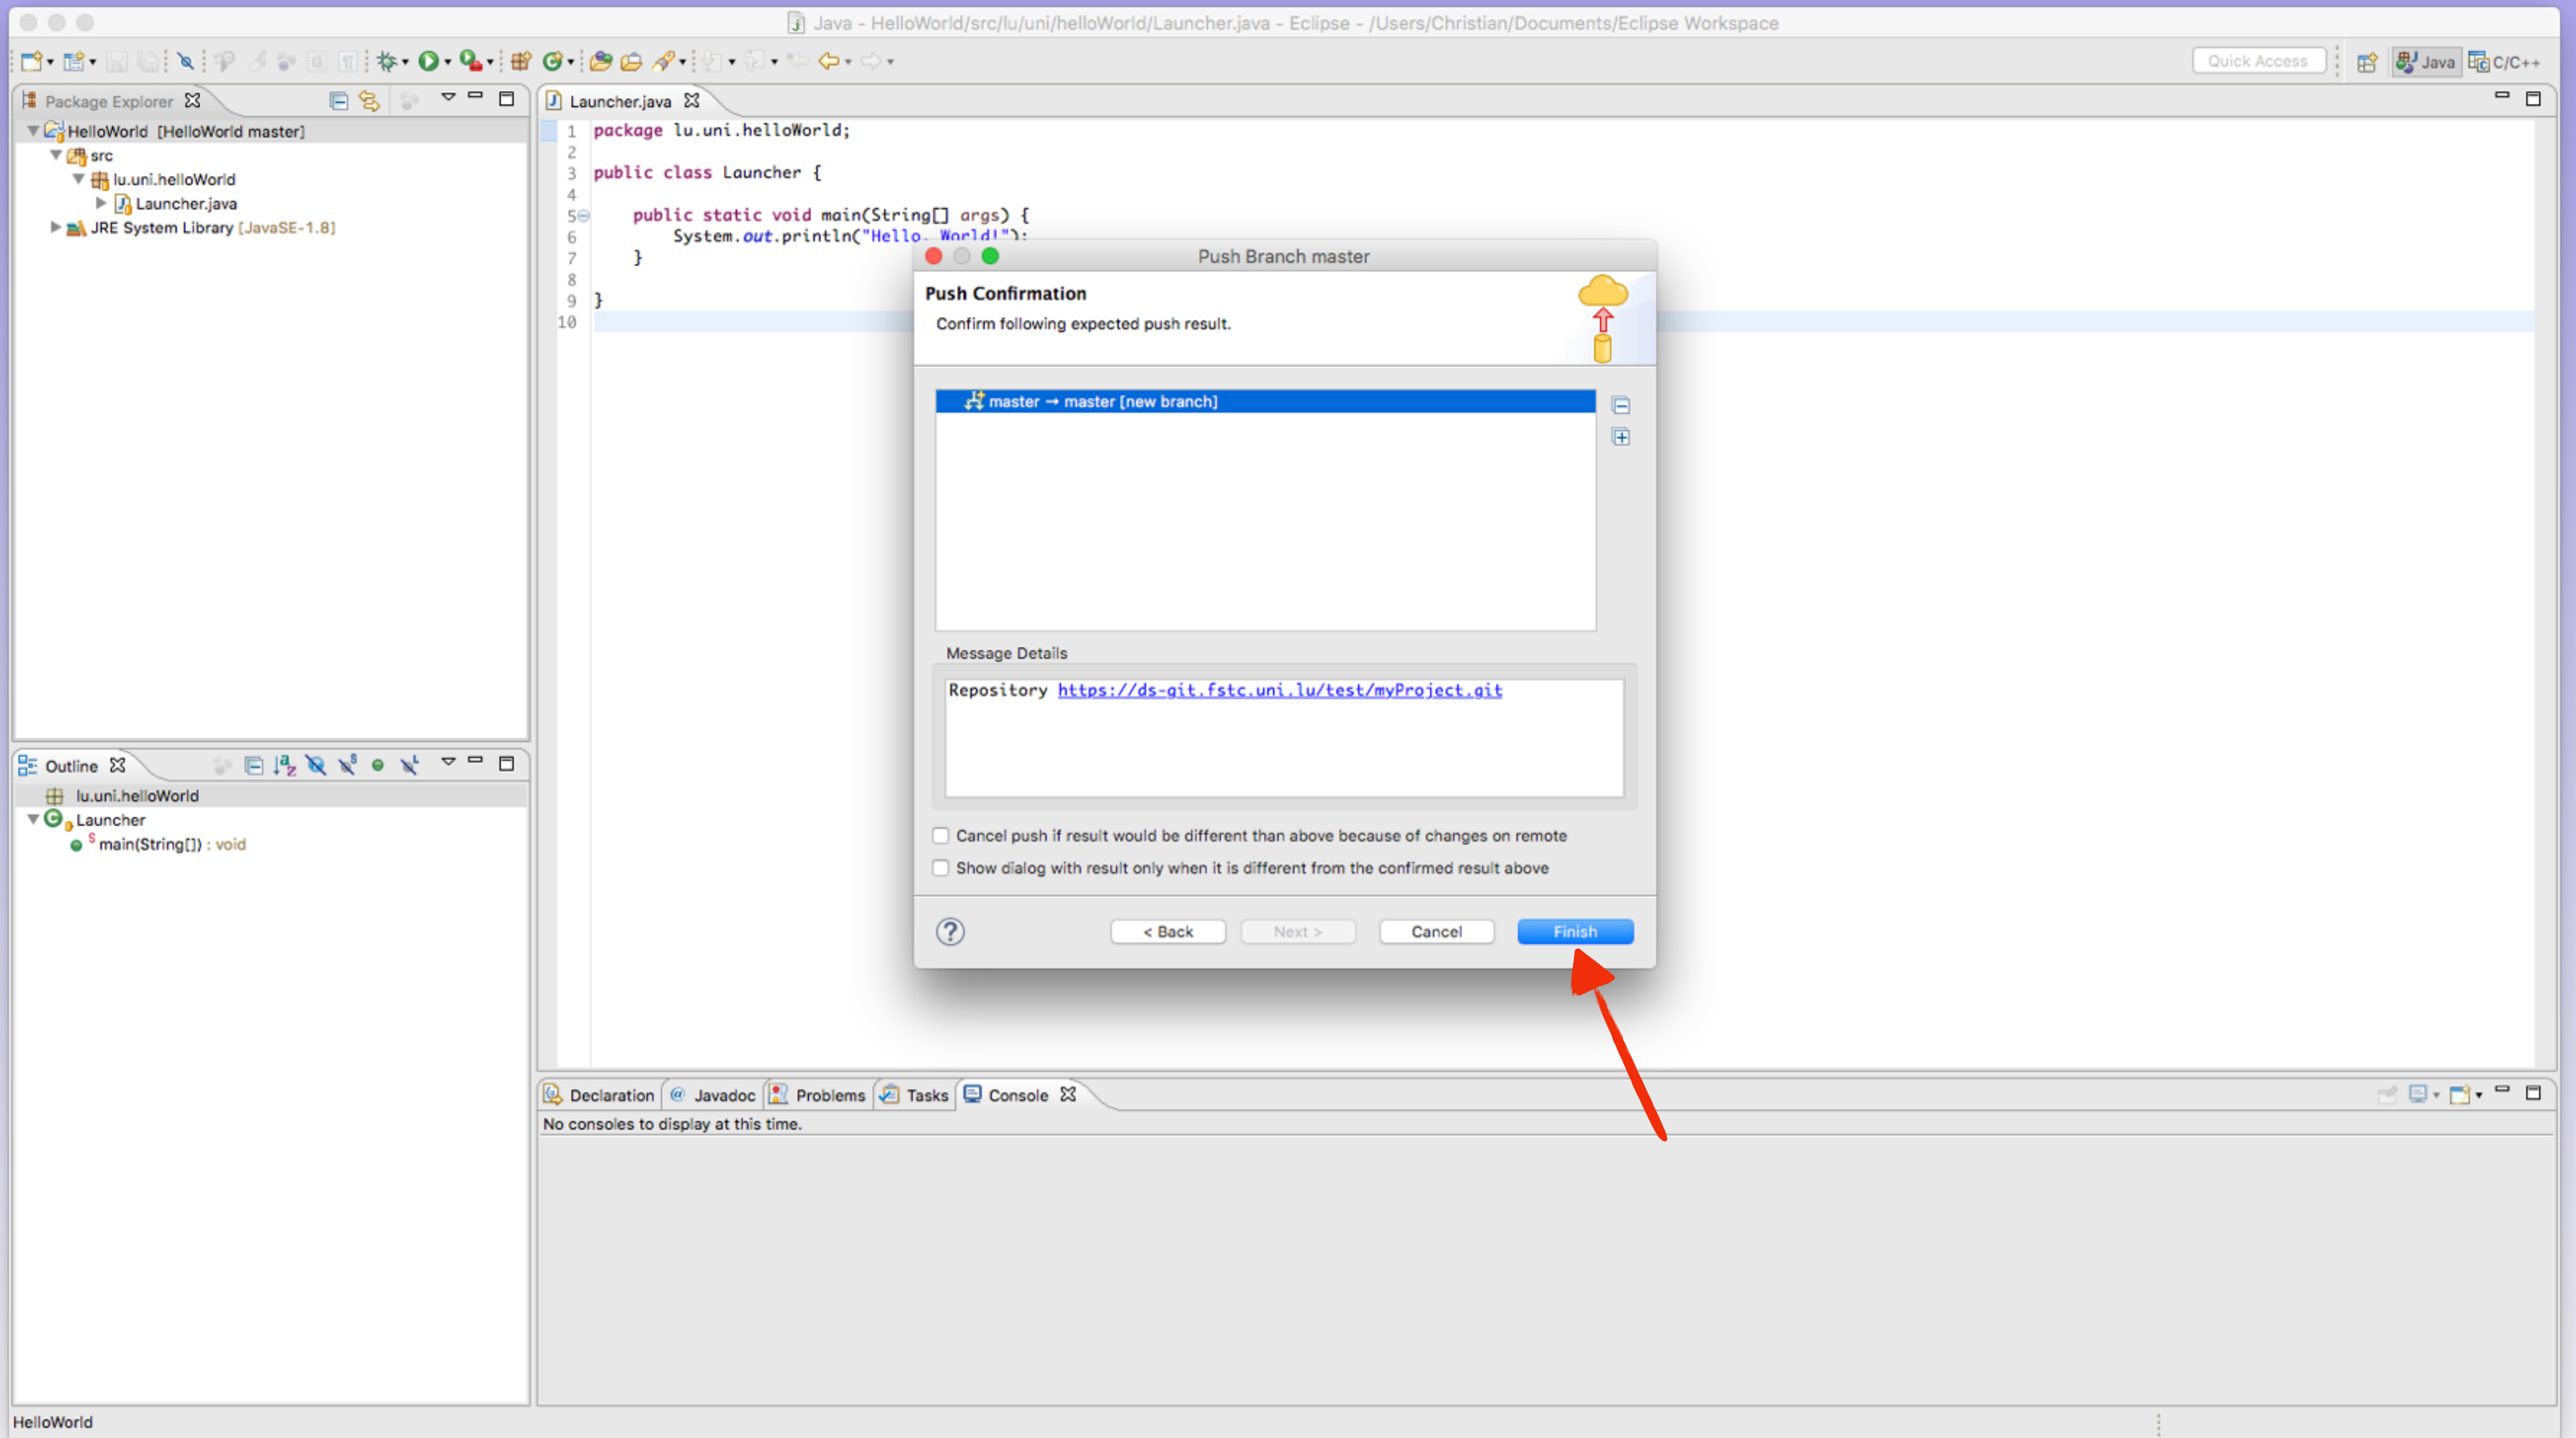 Java - HelloWorld/src/lu/uni/helloWorld/Launcher.java - Eclipse - /Users/Christian/Documents/Eclipse Workspace
Quick Access
Java
C/C++
Package Explorer
HelloWorld [HelloWorld master]
src
lu.uni.helloWorld
Launcher.java
JRE System Library [JavaSE-1.8]
Launcher.java
1 package lu.uni.helloWorld;
2
3 public class Launcher {
4
5 public static void main(String[] args) {
6 System.out.println("Hello, World!");
7 }
8
9 }
10
Push Branch master
Push Confirmation
Confirm following expected push result.
master → master [new branch]
Message Details
Repository https://ds-git.fstc.uni.lu/test/myProject.git
Cancel push if result would be different than above because of changes on remote
Show dialog with result only when it is different from the confirmed result above
?
< Back
Next >
Cancel
Finish
Outline
lu.uni.helloWorld
Launcher
main(String[]) : void
Declaration
@ Javadoc
Problems
Tasks
Console
No consoles to display at this time.
HelloWorld